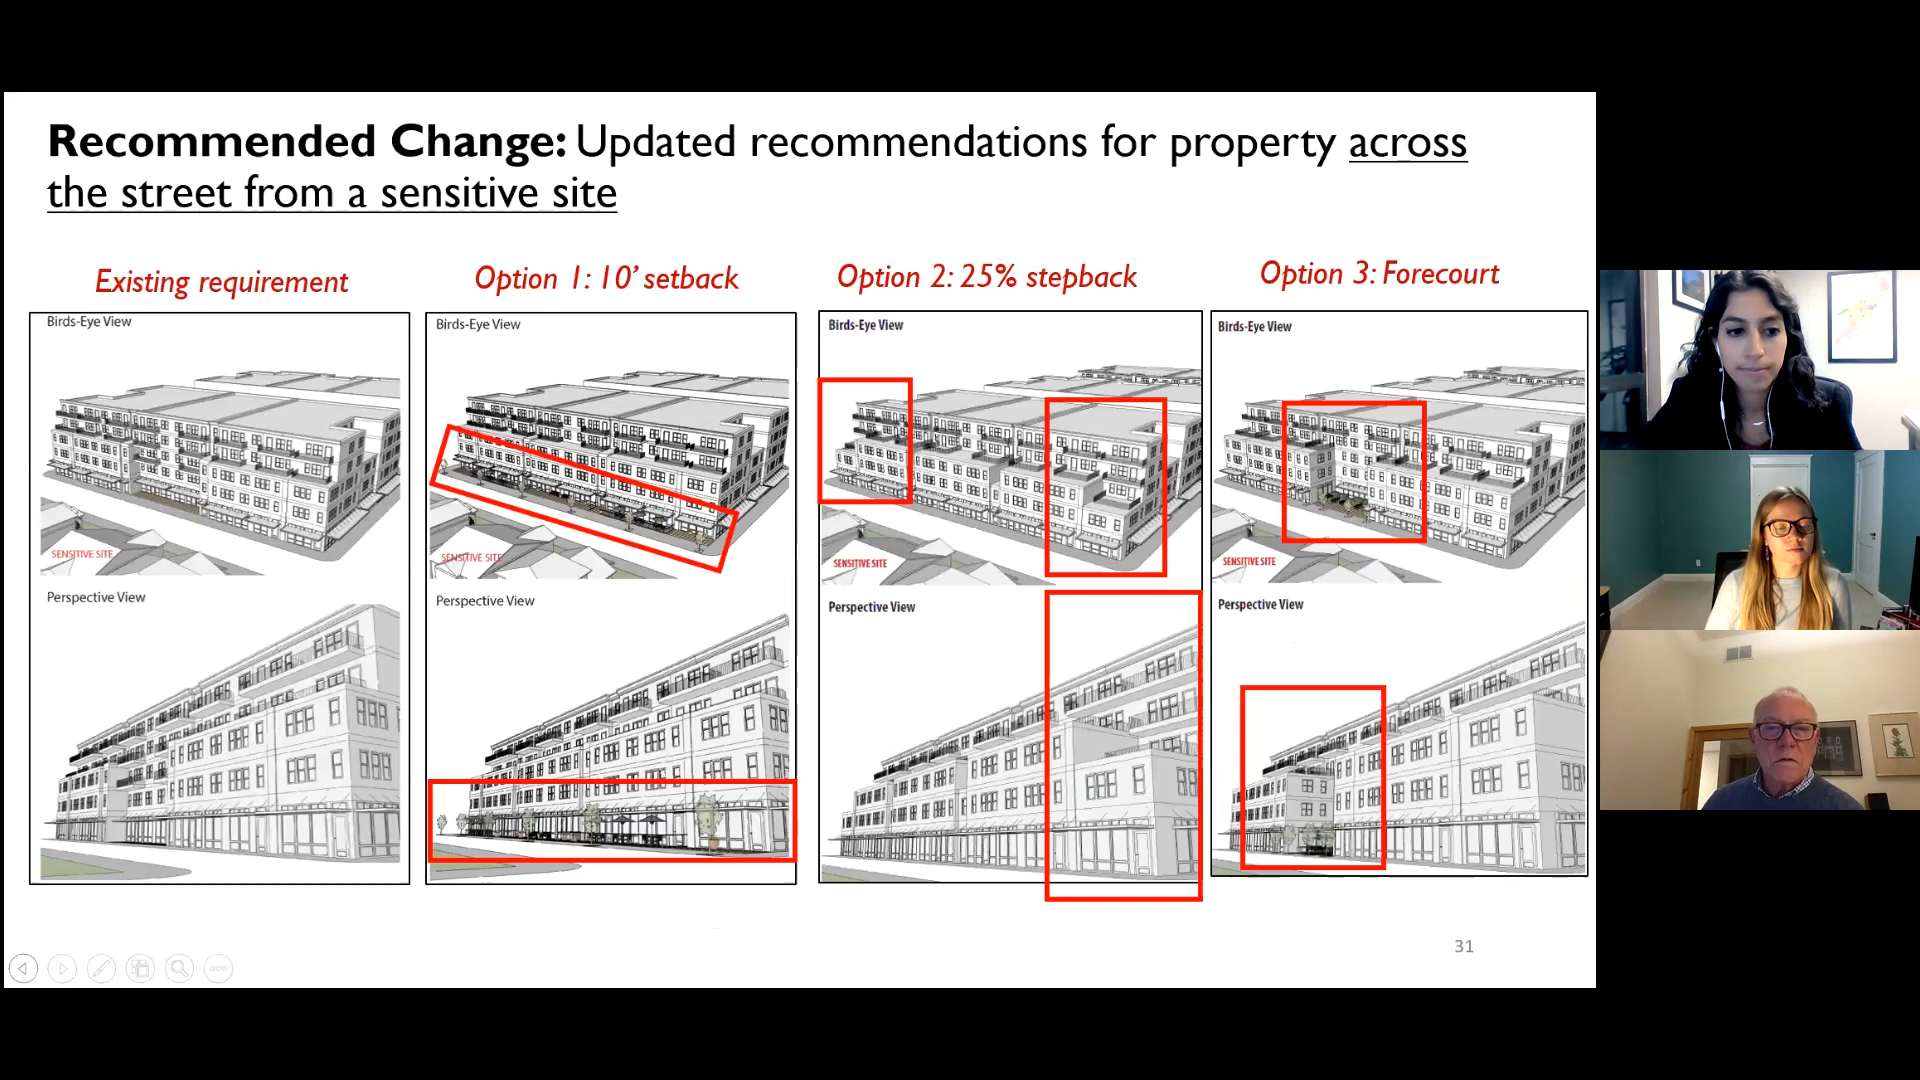 Recommended Change: Updated recommendations for property across
the street from a sensitive site
Existing requirement
Option 1: 10’ setback
Option 2: 25% stepback
Option 3: Forecourt
Birds-Eye View
Birds-Eye View
Birds-Eye View
Birds-Eye View
SENSITIVE SITE
SENSITIVE SITE
SENSITIVE SITE
SENSITIVE SITE
Perspective View
Perspective View
Perspective View
Perspective View
31